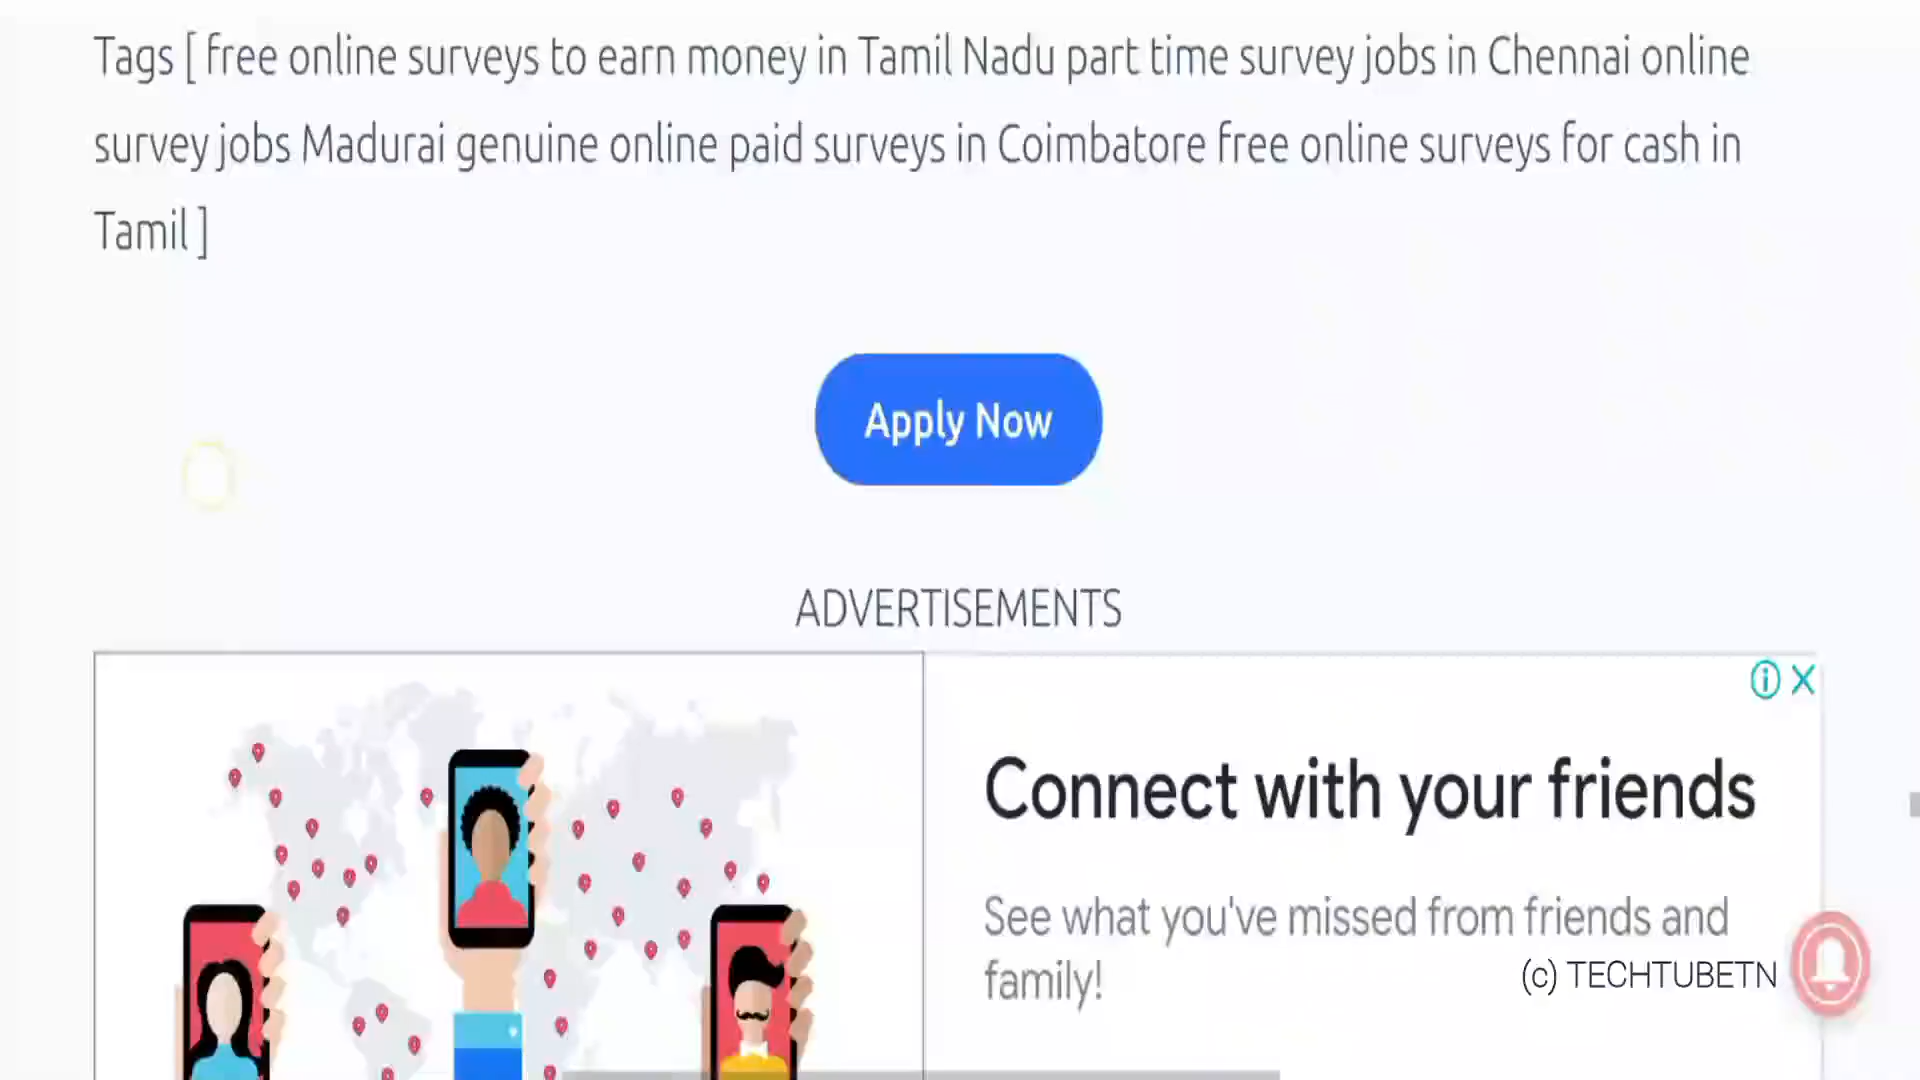 Tags [ free online surveys to earn money in Tamil Nadu part time survey jobs in Chennai online
survey jobs Madurai genuine online paid surveys in Coimbatore free online surveys for cash in
Tamil ]
Apply Now
ADVERTISEMENTS
Connect with your friends
See what you've missed from friends and
family!
(c) TECHTUBETN